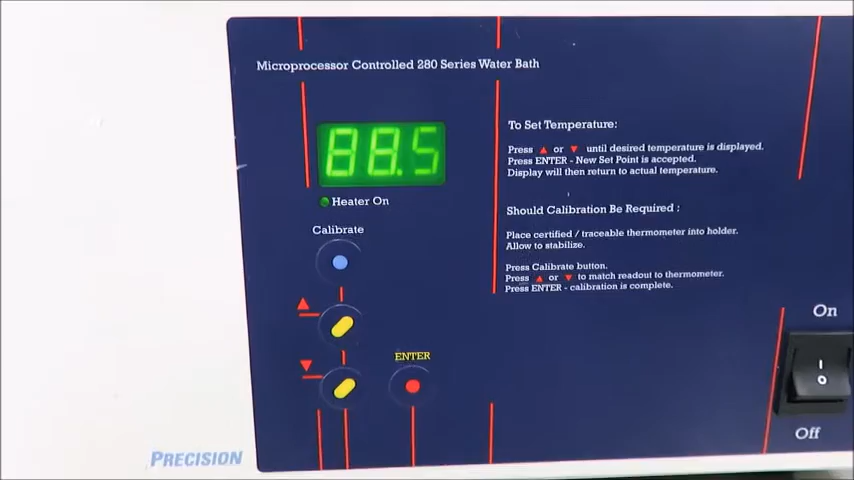 Microprocessor Controlled 280 Series Water Bath
88.5
Heater On
Calibrate
ENTER
To Set Temperature:
Press ▲ or ▼ until desired temperature is displayed.
Press ENTER - New Set Point is accepted.
Display will then return to actual temperature.
Should Calibration Be Required :
Place certified / traceable thermometer into holder.
Allow to stabilize.
Press Calibrate button.
Press ▲ or ▼ to match readout to thermometer.
Press ENTER - calibration is complete.
On
Off
PRECISION